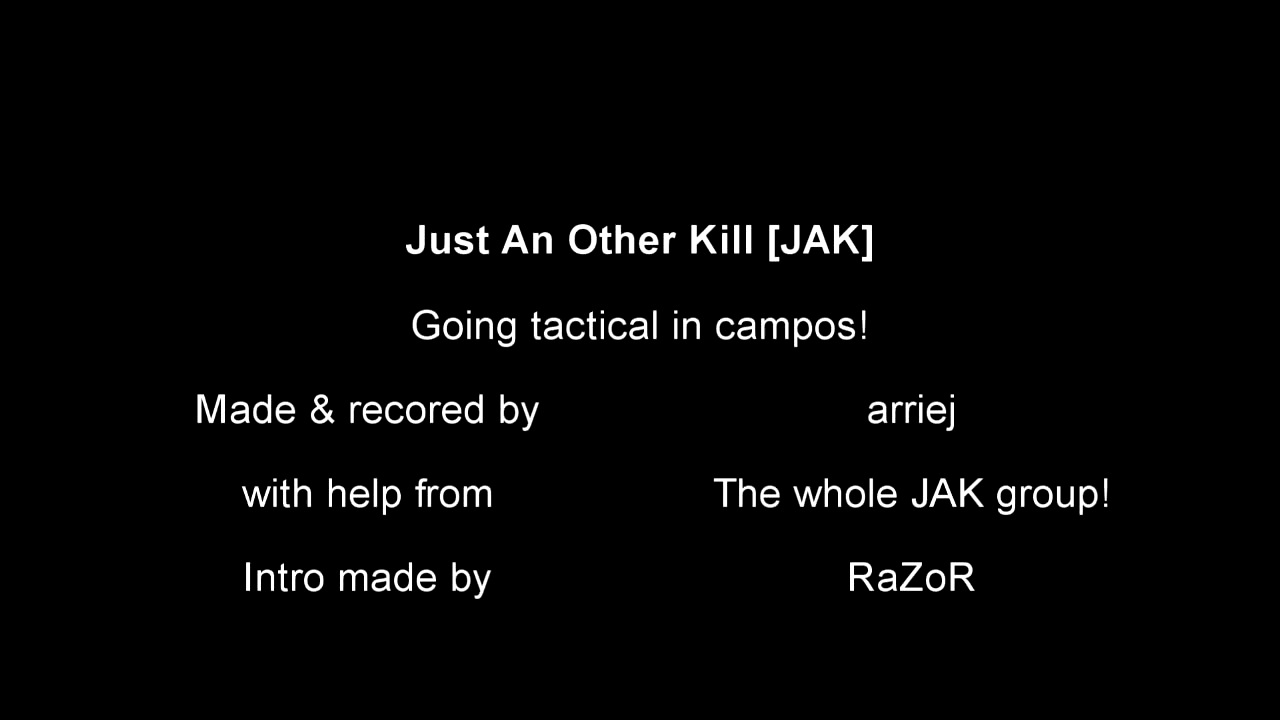 Just An Other Kill [JAK]
Going tactical in campos!
Made & recored by arriej
with help from The whole JAK group!
Intro made by RaZoR